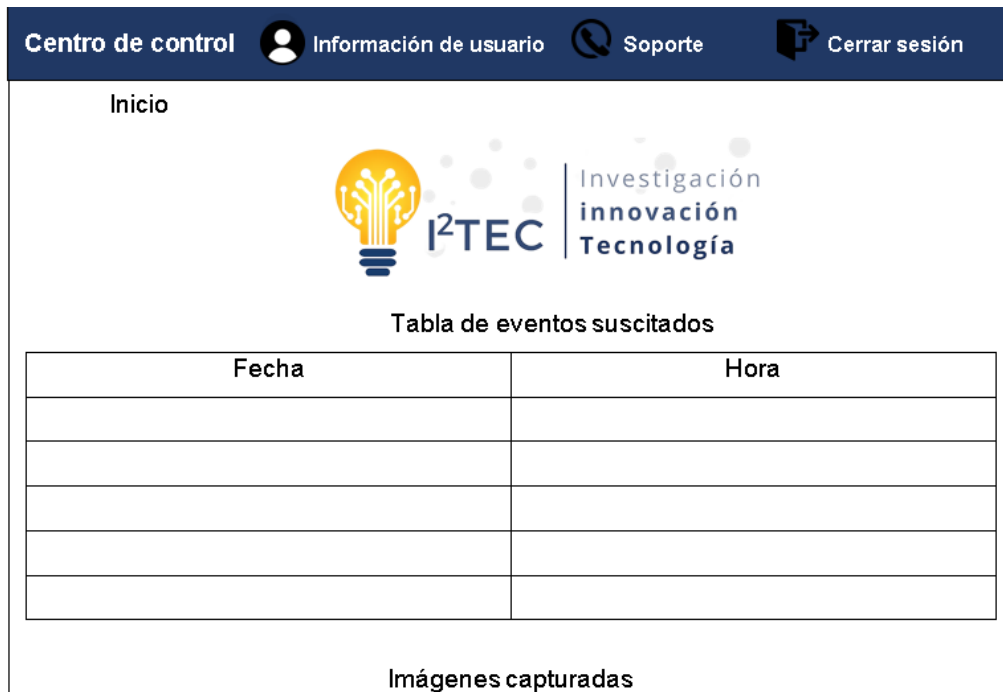 Centro de control Información de usuario Soporte Cerrar sesión
Inicio
I²TEC
Investigación
innovación
Tecnología
Tabla de eventos suscitados
Fecha Hora
Imágenes capturadas